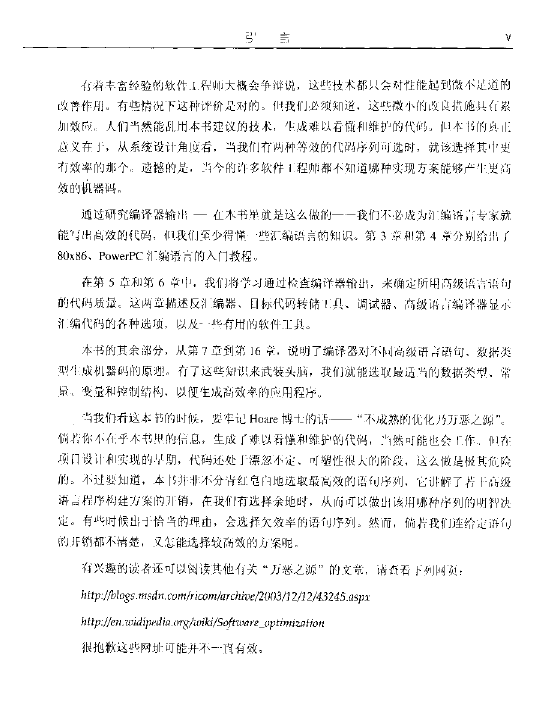 引 言 V
有着丰富经验的软件工程师大概会争辩说，这些技术都只会对性能起到微不足道的
改善作用。有些情况下这种评价是对的。但我们必须知道，这些微小的改良措施具有累
加效应。人们当然能乱用本书建议的技术，生成难以看懂和维护的代码。但本书的真正
意义在于，从系统设计角度看，当我们有两种等效的代码序列可选时，就该选择其中更
有效率的那个。遗憾的是，当今的许多软件工程师都不知道哪种实现方案能够产生更高
效的机器码。
通过研究编译器输出 — 在本书里就是这么做的——我们不必成为汇编语言专家就
能写出高效的代码，但我们至少得懂一些汇编语言的知识。第 3 章和第 4 章分别给出了
80x86、PowerPC 汇编语言的入门教程。
在第 5 章和第 6 章中，我们将学习通过检查编译器输出，来确定所用高级语言语句
的代码质量。这两章描述反汇编器、目标代码转储工具、调试器、高级语言编译器显示
汇编代码的各种选项，以及一些有用的软件工具。
本书的其余部分，从第 7 章到第 16 章，说明了编译器对不同高级语言语句、数据类
型生成机器码的原理。有了这些知识来武装头脑，我们就能选取最适当的数据类型、常
量、变量和控制结构，以便生成高效率的应用程序。
当我们看这本书的时候，要牢记 Hoare 博士的话——“不成熟的优化乃万恶之源”。
倘若你不在乎本书里的信息，生成了难以看懂和维护的代码，当然可能也会工作。但在
项目设计和实现的早期，代码还处于漂忽不定、可塑性很大的阶段，这么做是极其危险
的。不过要知道，本书并非不分青红皂白地选取最高效的语句序列，它讲解了若干高级
语言程序构建方案的开销，在我们有选择余地时，从而可以做出该用哪种序列的明智决
定。有些时候出于恰当的理由，会选择欠效率的语句序列。然而，倘若我们连给定语句
的开销都不清楚，又怎能选择较高效的方案呢。
有兴趣的读者还可以阅读其他有关“万恶之源”的文章，请查看下列网页：
http://blogs.msdn.com/ricom/archive/2003/12/12/43245.aspx
http://en.widipedia.org/wiki/Software_optimization
很抱歉这些网址可能并不一直有效。